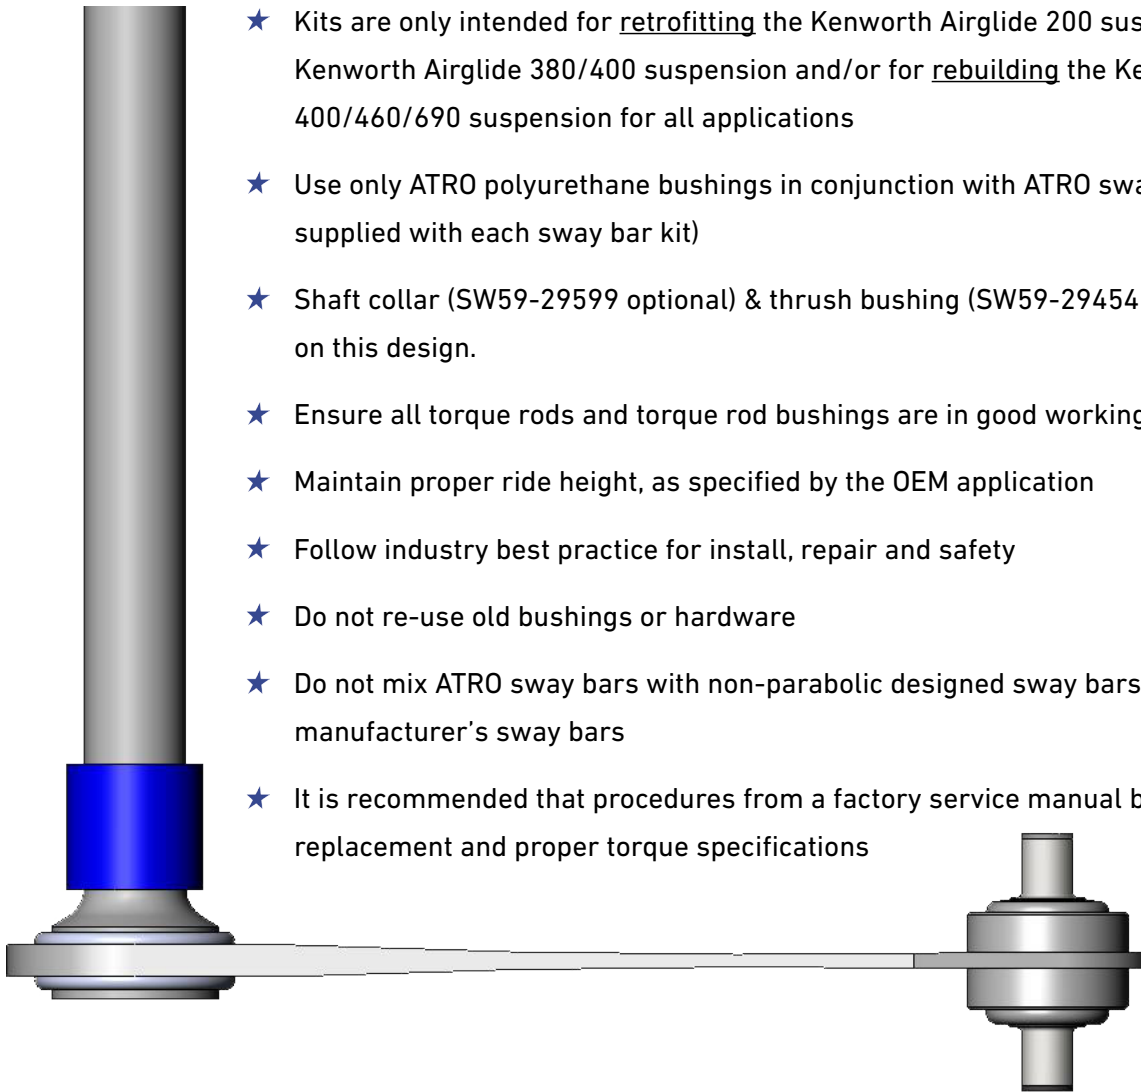 Kits are only intended for retrofitting the Kenworth Airglide 200 sus
Kenworth Airglide 380/400 suspension and/or for rebuilding the Ke
400/460/690 suspension for all applications
Use only ATRO polyurethane bushings in conjunction with ATRO swa
supplied with each sway bar kit)
Shaft collar (SW59-29599 optional) & thrush bushing (SW59-29454
on this design.
Ensure all torque rods and torque rod bushings are in good working
Maintain proper ride height, as specified by the OEM application
Follow industry best practice for install, repair and safety
Do not re-use old bushings or hardware
Do not mix ATRO sway bars with non-parabolic designed sway bars
manufacturer’s sway bars
It is recommended that procedures from a factory service manual b
replacement and proper torque specifications